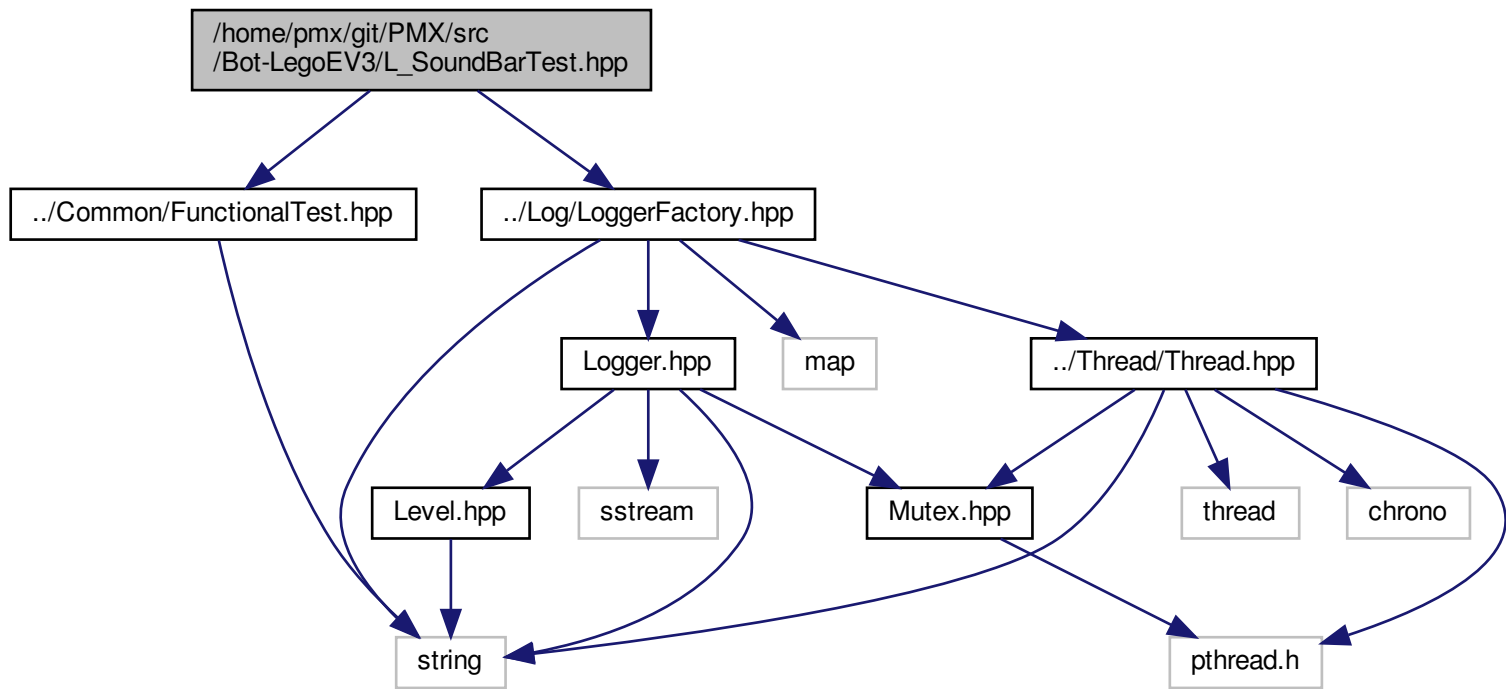 /home/pmx/git/PMX/src
/Bot-LegoEV3/L_SoundBarTest.hpp
../Common/FunctionalTest.hpp
../Log/LoggerFactory.hpp
Logger.hpp
map
../Thread/Thread.hpp
Level.hpp
sstream
Mutex.hpp
thread
chrono
string
pthread.h